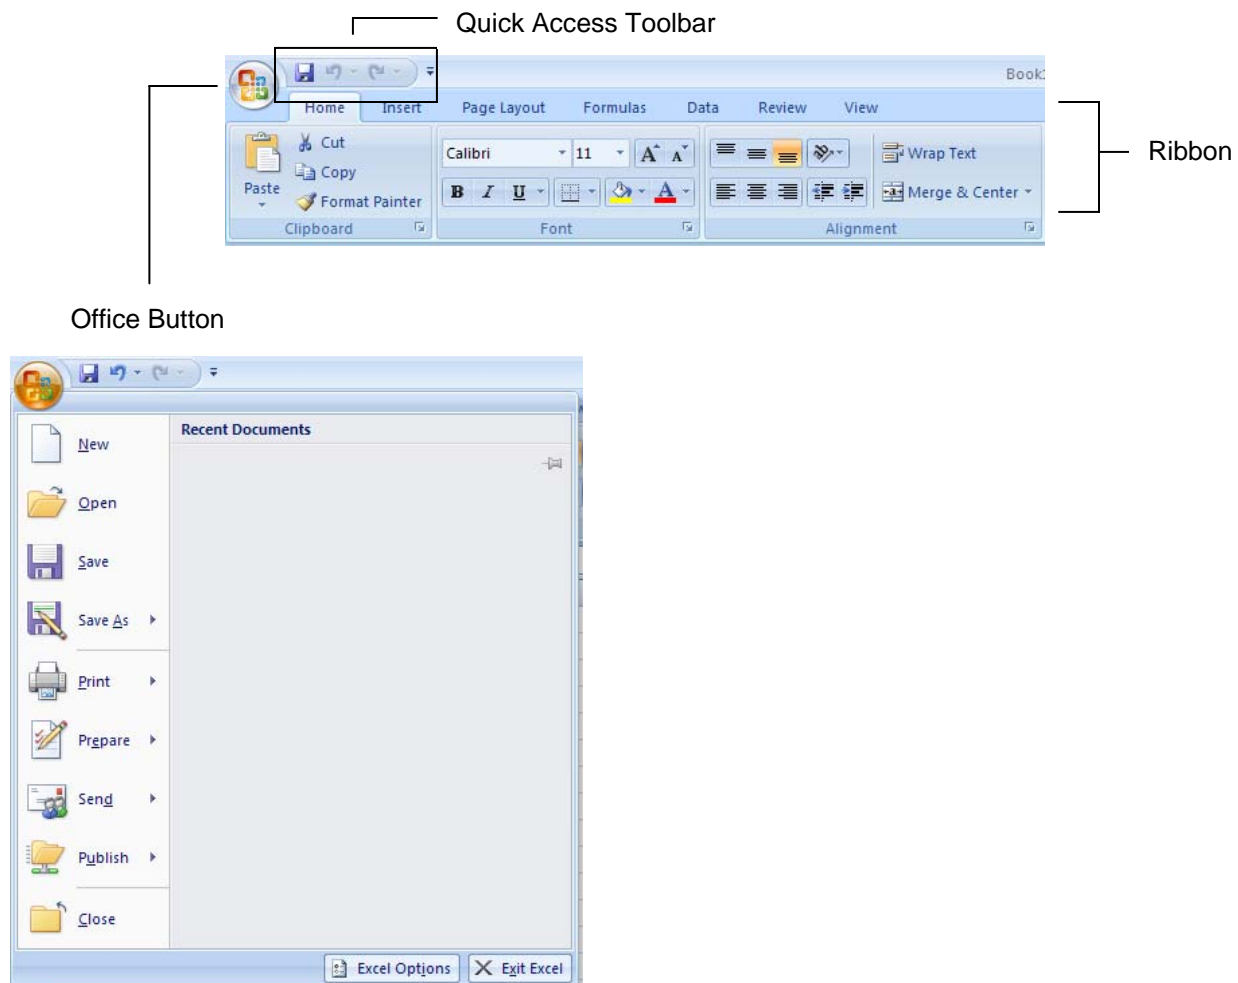 Quick Access Toolbar
Book1
Home Insert Page Layout Formulas Data Review View
Ribbon
Cut
Copy
Format Painter
Paste
Clipboard
Calibri 11 A A
B I U A
Font
Wrap Text
Merge & Center
Alignment
Office Button
New
Open
Save
Save As
Print
Prepare
Send
Publish
Close
Recent Documents
Excel Options
Exit Excel